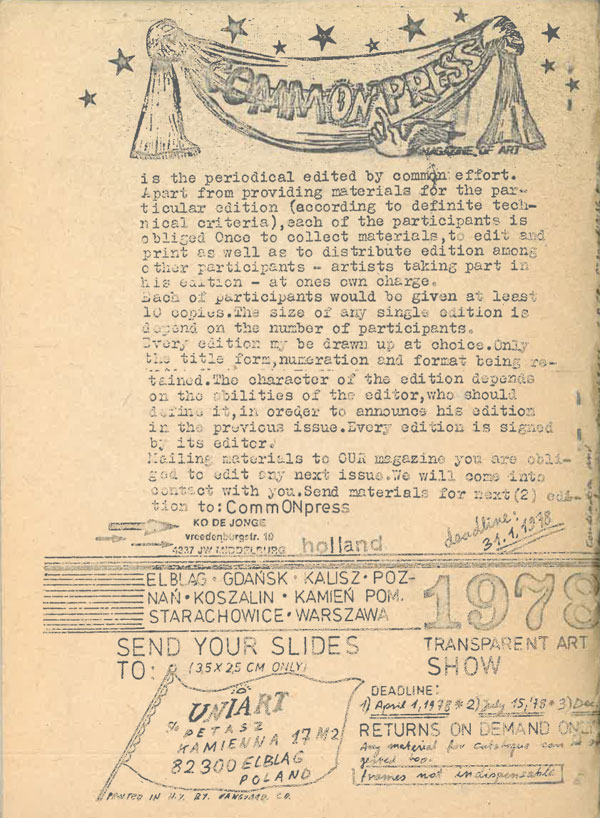 COMMONPRESS
MAGAZINE OF ART
is the periodical edited by common effort.
Apart from providing materials for the par-
ticular edition (according to definite tech-
nical criteria),each of the participants is
obliged Once to collect materials,to edit and
print as well as to distribute edition among
other participants - artists taking part in
his edition - at ones own charge.
Each of participants would be given at least
10 copies.The size of any single edition is
depend on the number of participants.
Every edition my be drawn up at choice.Only
the title form,numeration and format being re-
tained.The character of the edition depends
on the abilities of the editor,who should
define it,in oreder to announce his edition
in the previous issue.Every edition is signed
by its editor.
Mailing materials to OUR magazine you are obli-
ged to edit any next issue.We will come into
contact with you.Send materials for next(2) edi-
tion to:CommONpress
KO DE JONGE
vreedenburgstr. 19
4337 JW MIDDELBURG
holland
deadline:
31.1.1978
ELBLAG • GDAŃSK • KALISZ • POZ-
NAŃ • KOSZALIN • KAMIEŃ POM.
STARACHOWICE • WARSZAWA
1978
SEND YOUR SLIDES
TO: (3,5X2,5 CM ONLY)
TRANSPARENT ART
SHOW
UNIART
c/o PETASZ
KAMIENNA 17 M2
82300 ELBLAG
POLAND
DEADLINE:
1) April 1, 1978 * 2) July 15, '78 * 3) Dec.
RETURNS ON DEMAND ONLY
Any material for catalogue can be
frames not indispensable
PRINTED IN N.Y. BY. VANGUARD CO.